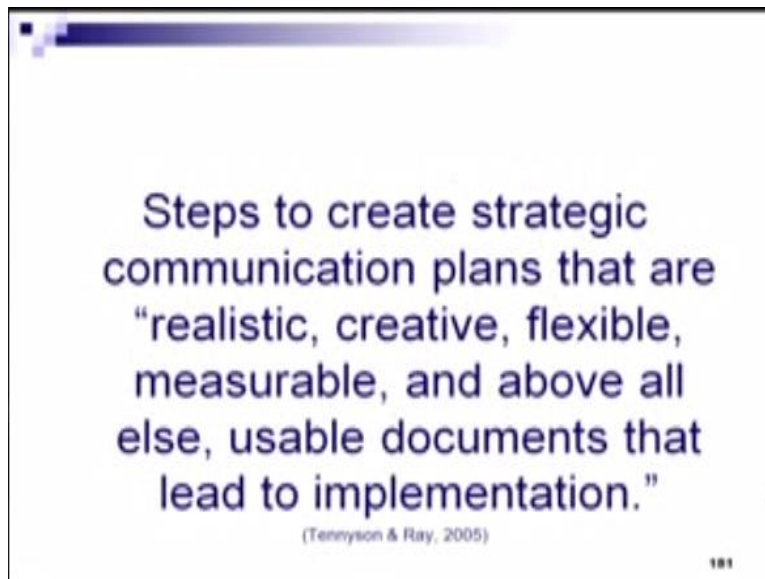 Steps to create strategic
communication plans that are
“realistic, creative, flexible,
measurable, and above all
else, usable documents that
lead to implementation.”
(Tennyson & Ray, 2005)
181